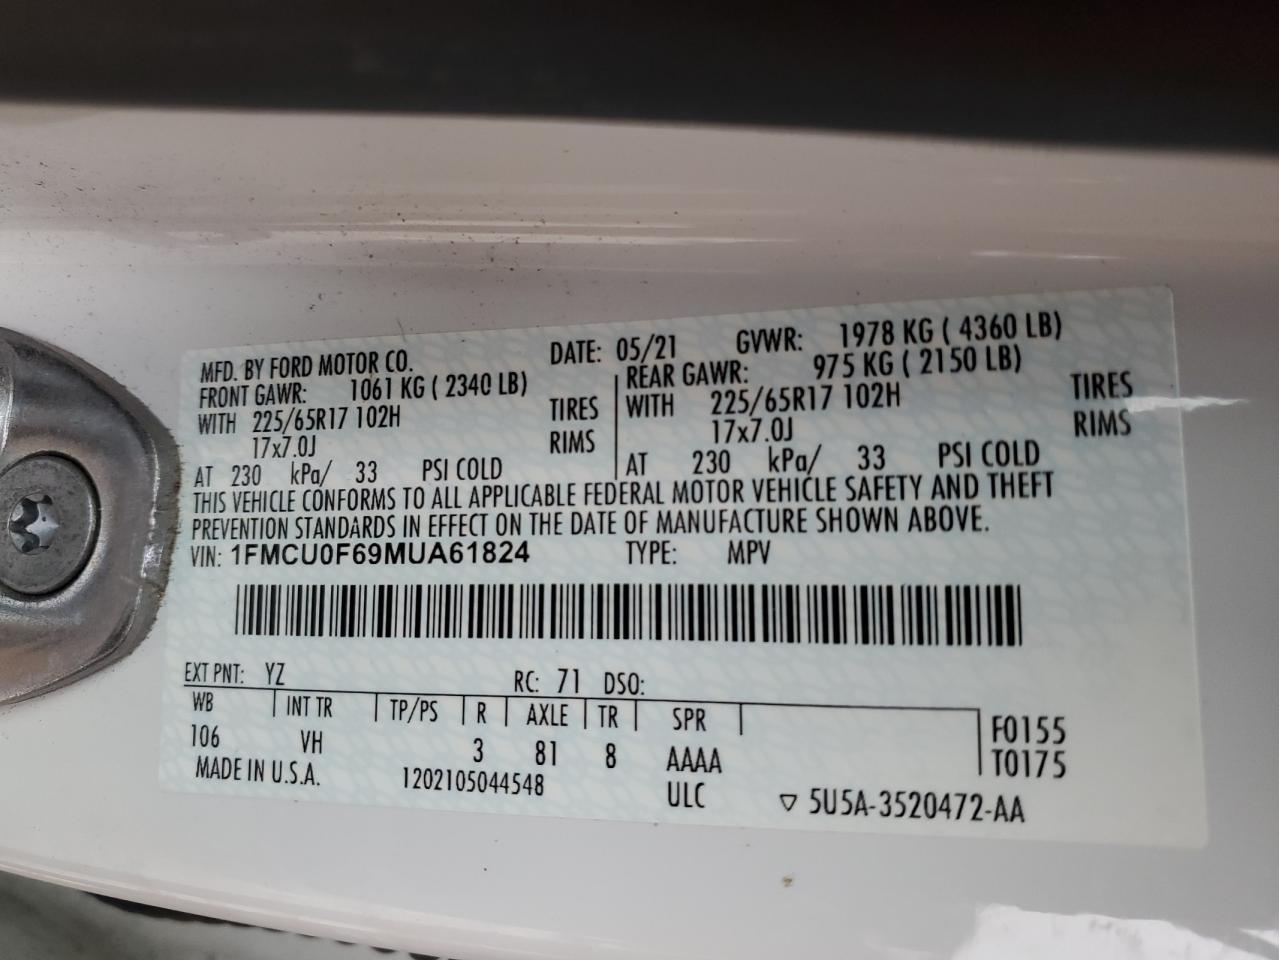 MFD. BY FORD MOTOR CO. DATE: 05/21 GVWR: 1978 KG ( 4360 LB)
FRONT GAWR: 1061 KG ( 2340 LB) REAR GAWR: 975 KG ( 2150 LB)
WITH 225/65R17 102H TIRES WITH 225/65R17 102H TIRES
17x7.0J RIMS 17x7.0J RIMS
AT 230 kPa/ 33 PSI COLD AT 230 kPa/ 33 PSI COLD
THIS VEHICLE CONFORMS TO ALL APPLICABLE FEDERAL MOTOR VEHICLE SAFETY AND THEFT
PREVENTION STANDARDS IN EFFECT ON THE DATE OF MANUFACTURE SHOWN ABOVE.
VIN: 1FMCU0F69MUA61824 TYPE: MPV
EXT PNT: YZ RC: 71 DSO:
WB INT TR TP/PS R AXLE TR SPR F0155
106 VH 3 81 8 AAAA T0175
MADE IN U.S.A. 1202105044548 ULC ▽ 5U5A-3520472-AA